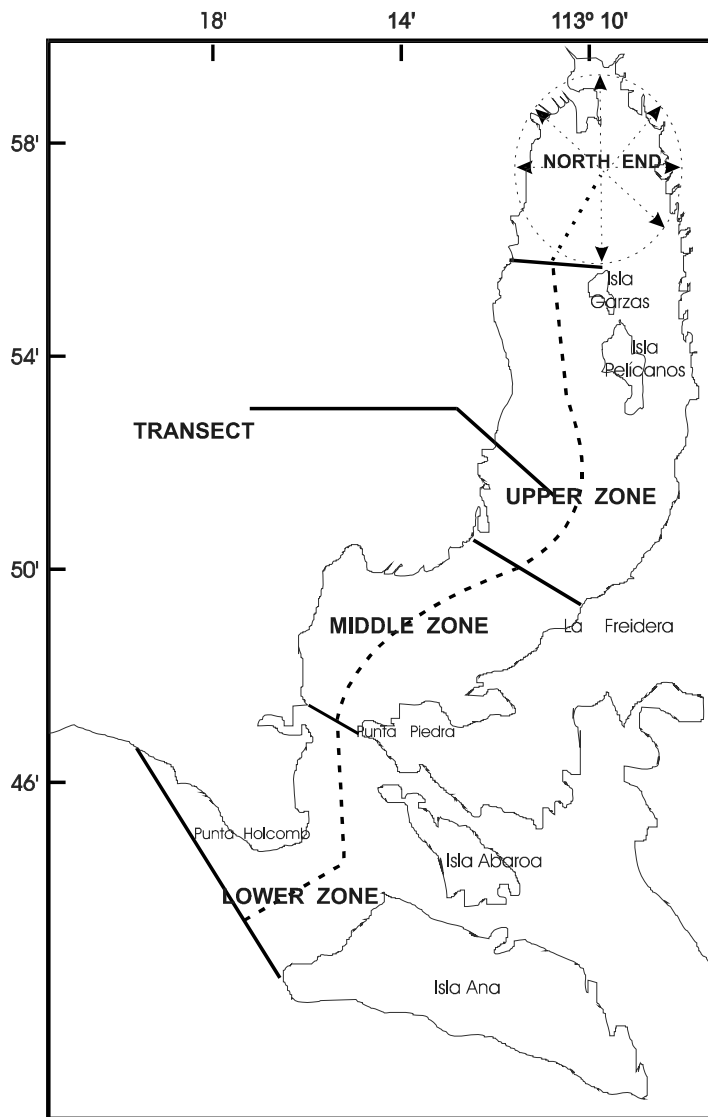 18' 14' 113º 10'
58'
NORTH END
Isla
Garzas
54'
Isla
Pelícanos
TRANSECT
UPPER ZONE
50'
MIDDLE ZONE
La Freidera
Punta Piedra
46'
Punta Holcomb
Isla Abaroa
LOWER ZONE
Isla Ana